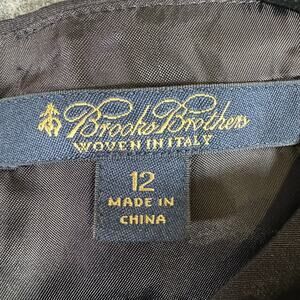 Brooks Brothers
WOVEN IN ITALY
12
MADE IN
CHINA